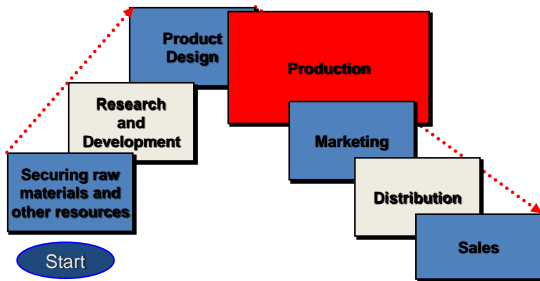 Product
Design
Production
Research
and
Development
Marketing
Securing raw
materials and
other resources
Distribution
Sales
Start